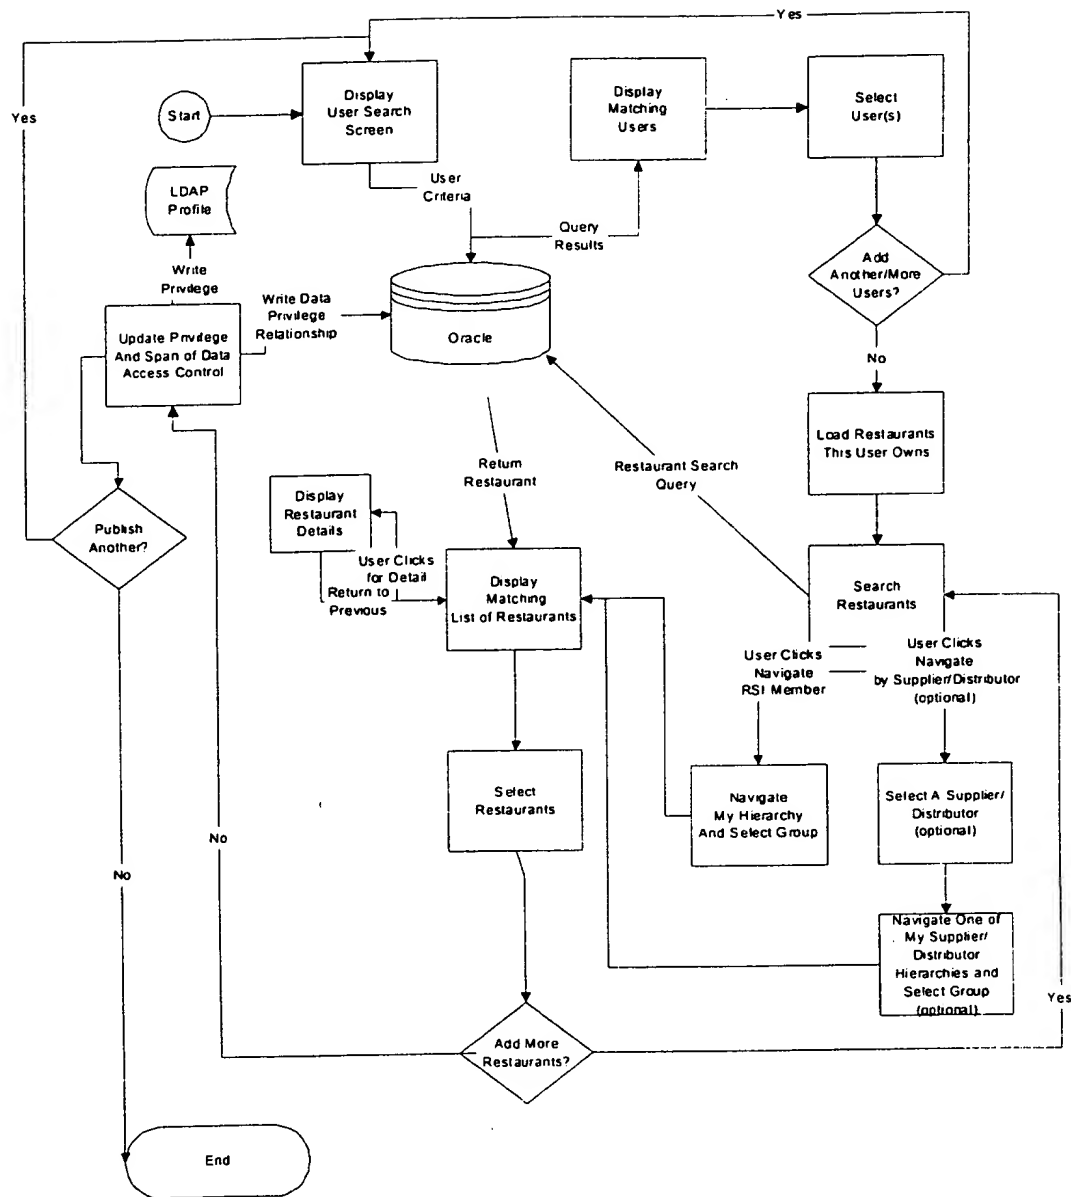 Yes
Yes
Start
Display
User Search
Screen
Display
Matching
Users
Select
User(s)
LDAP
Profile
User
Criteria
Query
Results
Add
Another/More
Users?
Write
Privilege
Write Data
Privilege
Relationship
Oracle
Update Privilege
And Span of Data
Access Control
No
Load Restaurants
This User Owns
Return
Restaurant
Restaurant Search
Query
Display
Restaurant
Details
Publish
Another?
User Clicks
for Detail
Return to
Previous
Display
Matching
List of Restaurants
Search
Restaurants
User Clicks
Navigate
RSI Member
User Clicks
Navigate
by Supplier/Distributor
(optional)
Select
Restaurants
Navigate
My Hierarchy
And Select Group
Select A Supplier/
Distributor
(optional)
No
No
Navigate One of
My Supplier/
Distributor
Hierarchies and
Select Group
(optional)
Yes
Add More
Restaurants?
End